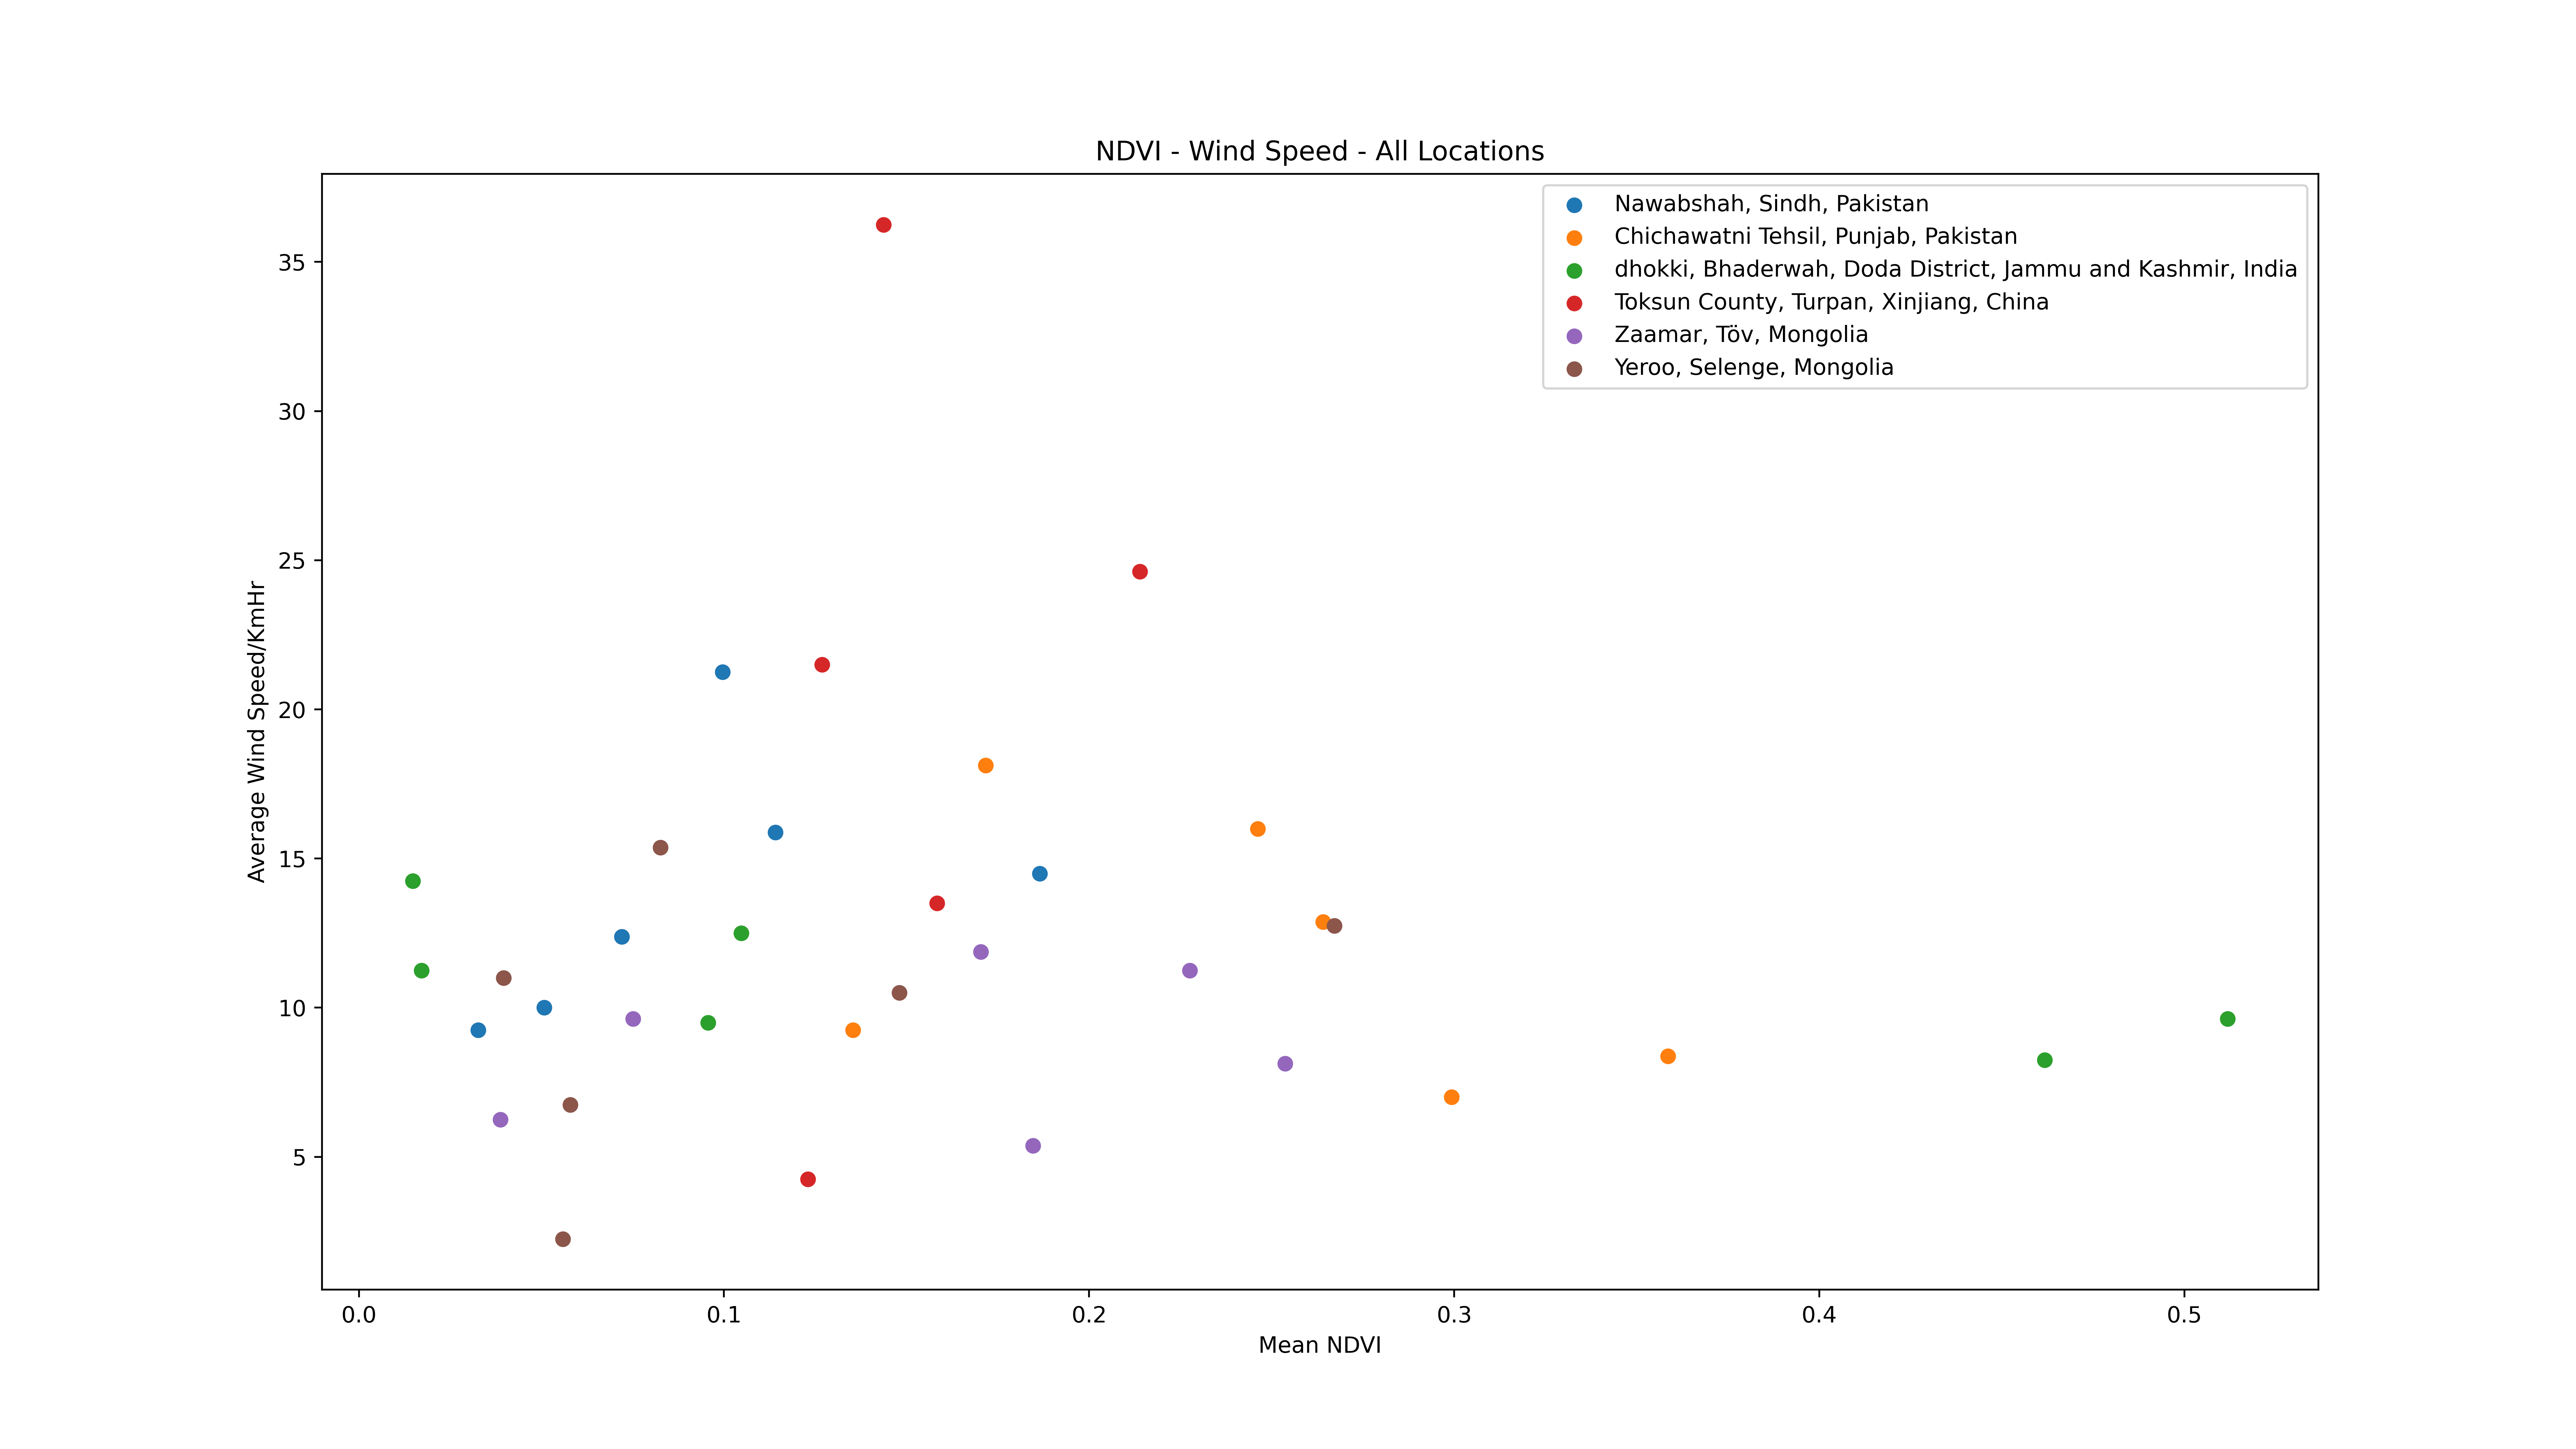 NDVI - Wind Speed - All Locations
Nawabshah, Sindh, Pakistan
Chichawatni Tehsil, Punjab, Pakistan
dhokki, Bhaderwah, Doda District, Jammu and Kashmir, India
Toksun County, Turpan, Xinjiang, China
Zaamar, Töv, Mongolia
Yeroo, Selenge, Mongolia
Average Wind Speed/KmHr
35
30
25
20
15
10
5
0.0 0.1 0.2 0.3 0.4 0.5
Mean NDVI